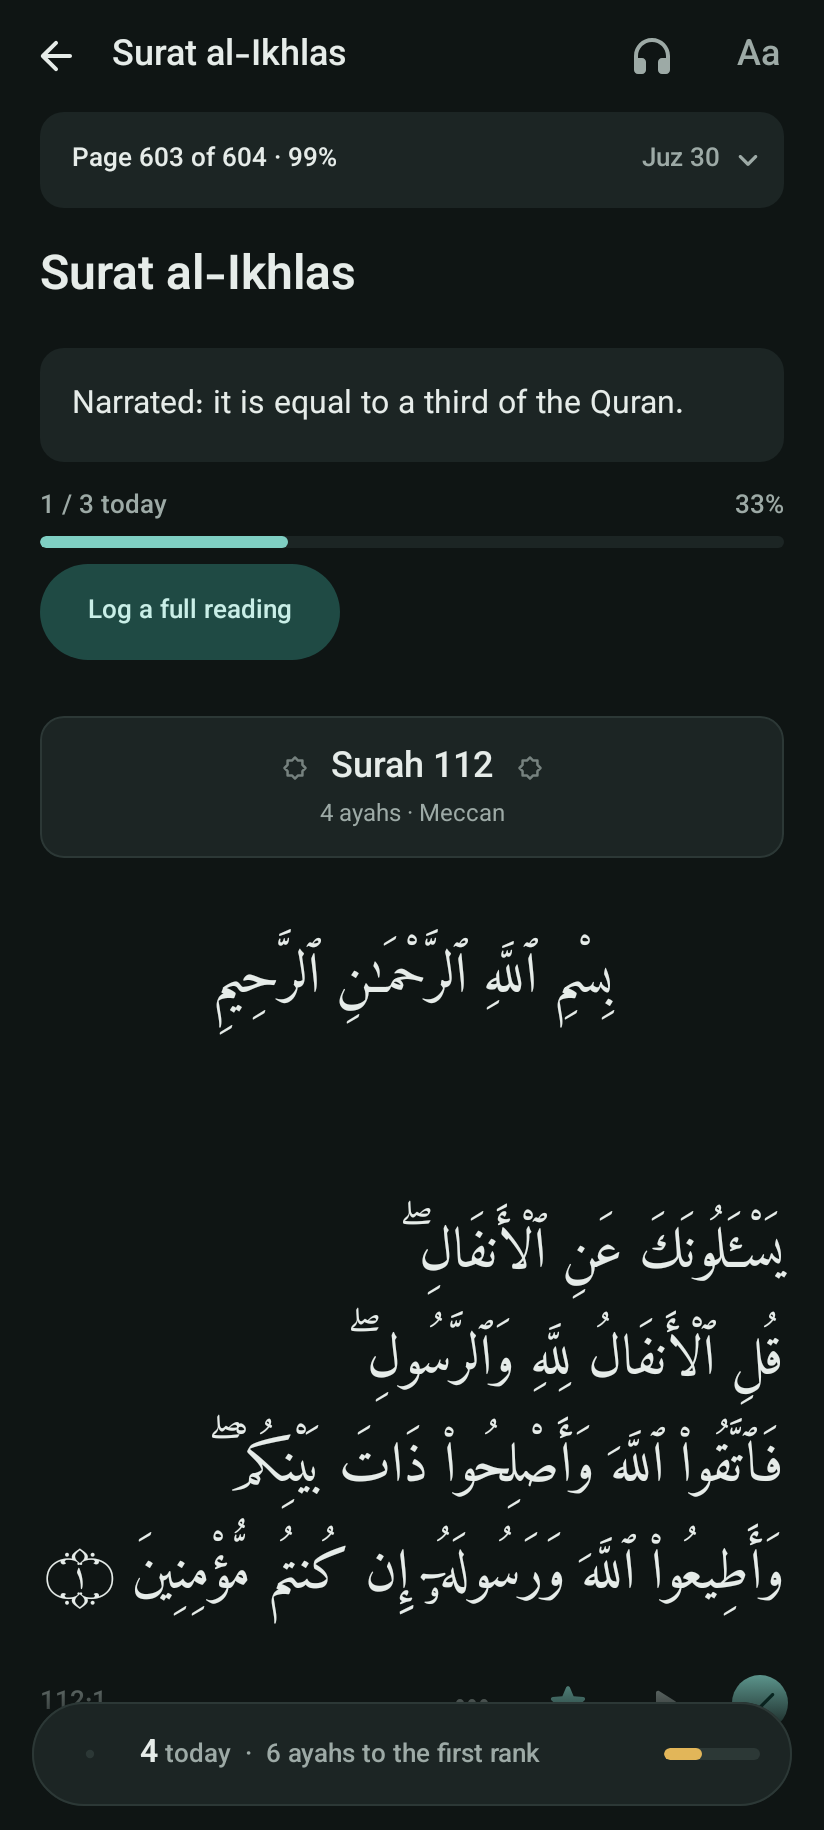 Surat al-Ikhlas
Aa
Page 603 of 604 · 99%
Juz 30
Surat al-Ikhlas
Narrated: it is equal to a third of the Quran.
1 / 3 today
33%
Log a full reading
Surah 112
4 ayahs · Meccan
بِسْمِ ٱللَّهِ ٱلرَّحْمَـٰنِ ٱلرَّحِيمِ
يَسْـَٔلُونَكَ عَنِ ٱلْأَنفَالِ ۖ
قُلِ ٱلْأَنفَالُ لِلَّهِ وَٱلرَّسُولِ ۖ
فَٱتَّقُوا۟ ٱللَّهَ وَأَصْلِحُوا۟ ذَاتَ بَيْنِكُمْ ۖ
وَأَطِيعُوا۟ ٱللَّهَ وَرَسُولَهُۥٓ إِن كُنتُم مُّؤْمِنِينَ ١
112:1
4 today · 6 ayahs to the first rank